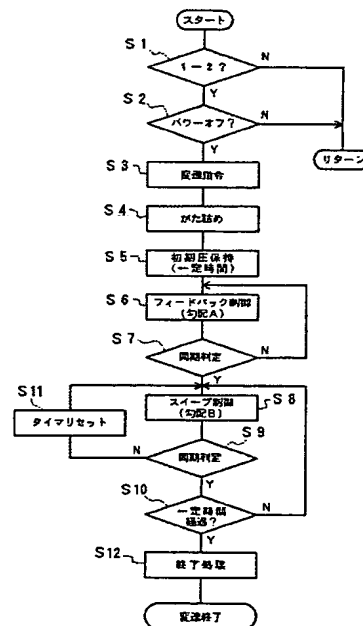 スタート
S1
1－2？
N
Y
S2
パワーオフ？
N
Y
リターン
S3
変速指令
S4
がた詰め
S5
初期圧保持
(一定時間)
S6
フィードバック制御
(勾配A)
S7
同期判定
N
Y
S11
タイマリセット
S8
スイープ制御
(勾配B)
S9
同期判定
N
Y
S10
一定時間
経過？
N
Y
S12
終了処理
変速終了